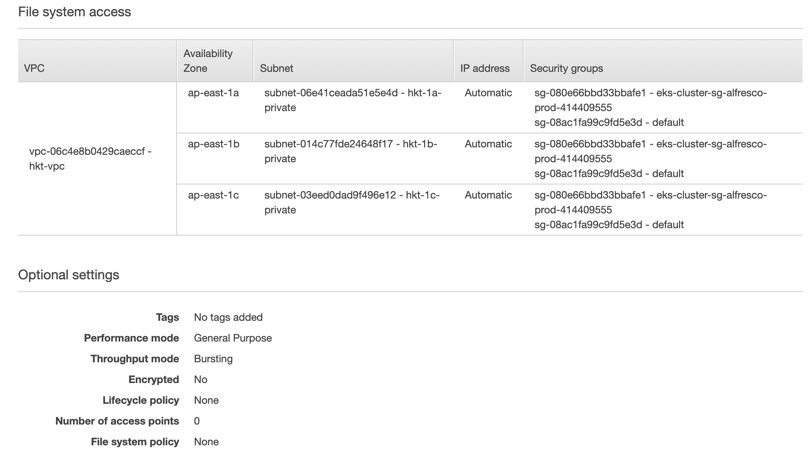 File system access
VPC
Availability
Zone
Subnet
IP address
Security groups
vpc-06c4e8b0429caeccf -
hkt-vpc
ap-east-1a
subnet-06e41ceada51e5e4d - hkt-1a-
private
Automatic
sg-080e66bbd33bbafe1 - eks-cluster-sg-alfresco-
prod-414409555
sg-08ac1fa99c9fd5e3d - default
ap-east-1b
subnet-014c77fde24648f17 - hkt-1b-
private
Automatic
sg-080e66bbd33bbafe1 - eks-cluster-sg-alfresco-
prod-414409555
sg-08ac1fa99c9fd5e3d - default
ap-east-1c
subnet-03eed0dad9f496e12 - hkt-1c-
private
Automatic
sg-080e66bbd33bbafe1 - eks-cluster-sg-alfresco-
prod-414409555
sg-08ac1fa99c9fd5e3d - default
Optional settings
Tags No tags added
Performance mode General Purpose
Throughput mode Bursting
Encrypted No
Lifecycle policy None
Number of access points 0
File system policy None